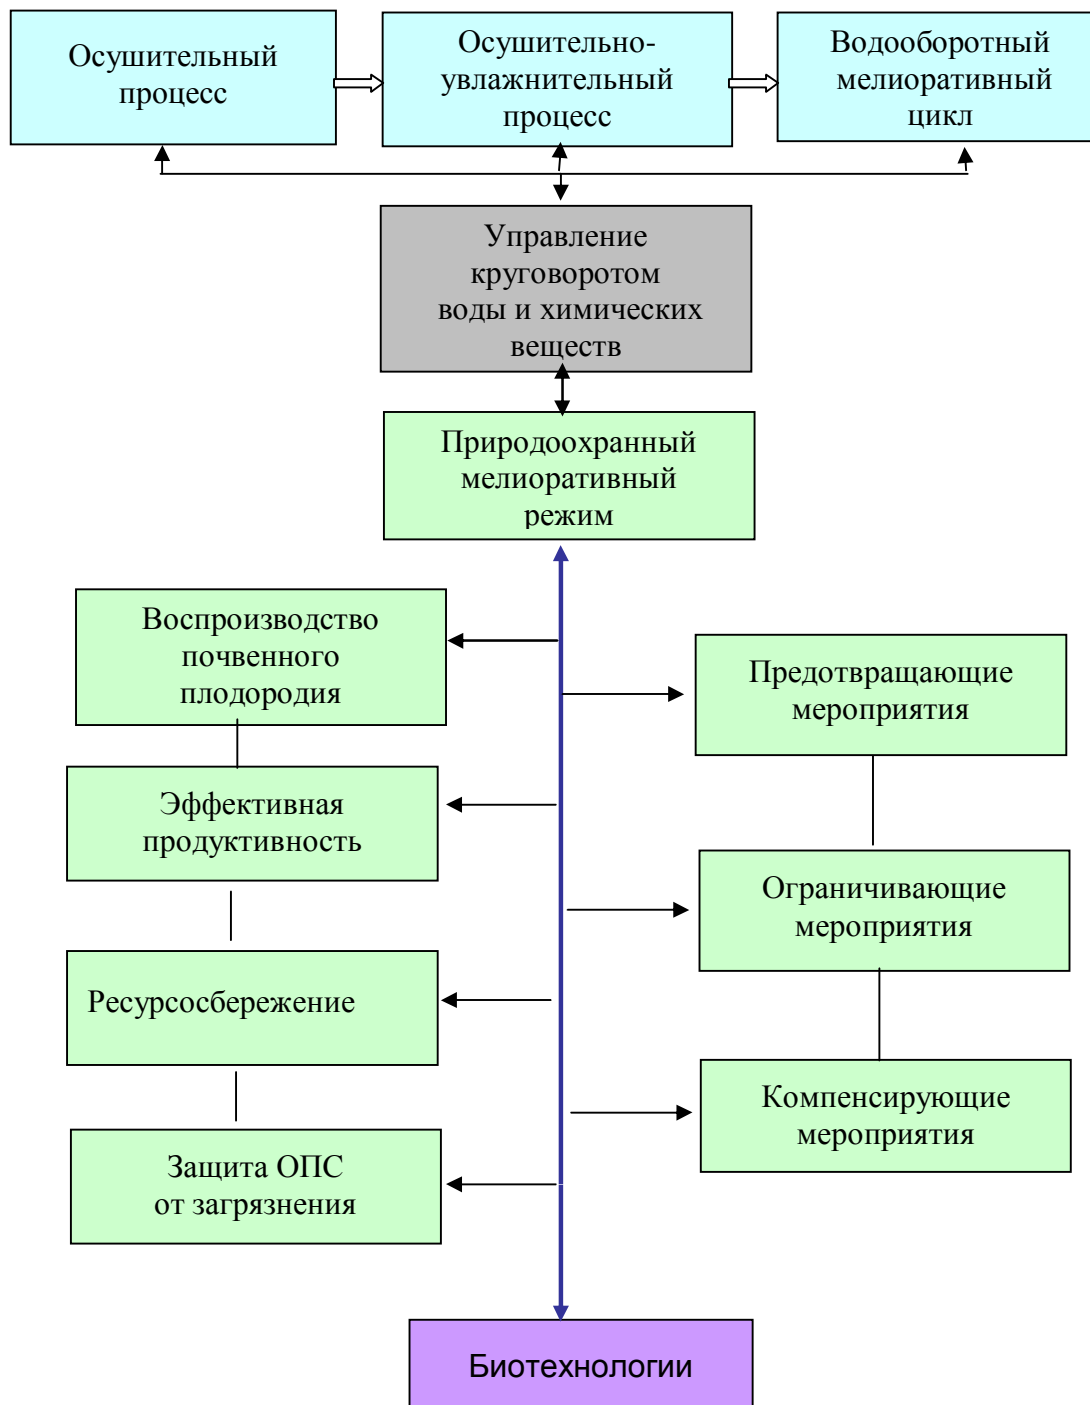 Осушительный
процесс
Осушительно-
увлажнительный
процесс
Водооборотный
мелиоративный
цикл
Управление
круговоротом
воды и химических
веществ
Природоохранный
мелиоративный
режим
Воспроизводство
почвенного
плодородия
Предотвращающие
мероприятия
Эффективная
продуктивность
Ограничивающие
мероприятия
Ресурсосбережение
Компенсирующие
мероприятия
Защита ОПС
от загрязнения
Биотехнологии